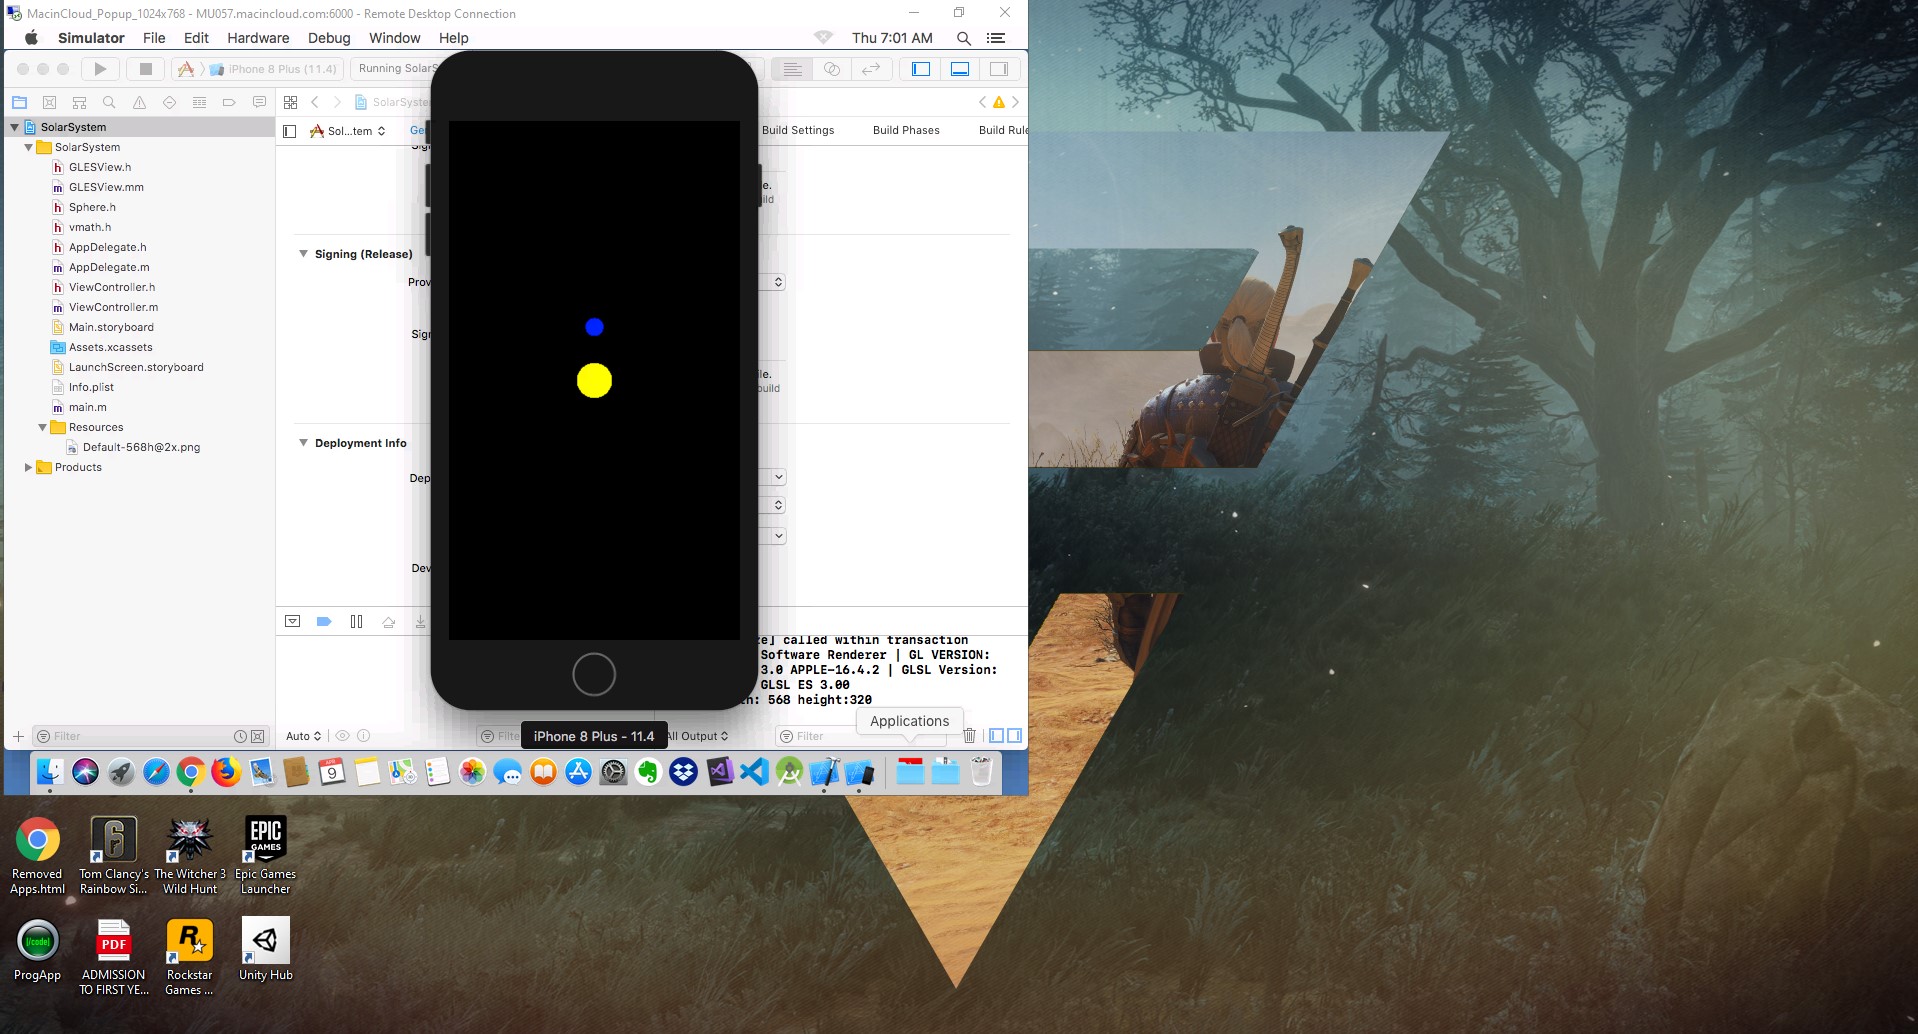 MacinCloud_Popup_1024x768 - MU057.macincloud.com:6000 - Remote Desktop Connection
Simulator File Edit Hardware Debug Window Help Thu 7:01 AM
iPhone 8 Plus (11.4) Running SolarS
SolarSyste
SolarSystem
Sol...tem Ge Build Settings Build Phases Build Rule
SolarSystem
GLESView.h
GLESView.mm
Sphere.h
vmath.h
AppDelegate.h
AppDelegate.m
ViewController.h
ViewController.m
Main.storyboard
Assets.xcassets
LaunchScreen.storyboard
Info.plist
main.m
Resources
Default-568h@2x.png
Products
Signing (Release)
Prov
Sign
le.
build
Deployment Info
Dep
Dev
ze] called within transaction
Software Renderer | GL VERSION:
3.0 APPLE-16.4.2 | GLSL Version:
GLSL ES 3.00
h: 568 height:320
Applications
Filter
Auto
Filte
iPhone 8 Plus - 11.4
All Output
Filter
APR
9
Removed Apps.html
Tom Clancy's Rainbow Si...
The Witcher 3 Wild Hunt
EPIC GAMES
Epic Games Launcher
{/code}
ProgApp
PDF
ADMISSION TO FIRST YE...
R
Rockstar Games ...
Unity Hub